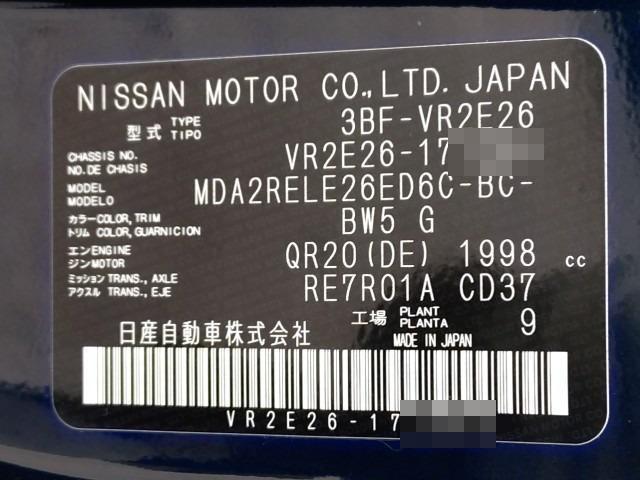 NISSAN MOTOR CO.,LTD. JAPAN
型式 TYPE TIPO 3BF-VR2E26
CHASSIS NO. NO.DE CHASIS VR2E26-17
MODEL MODELO MDA2RELE26ED6C-BC-
カラー COLOR, TRIM トリム COLOR, GUARNICION BW5 G
エンENGINE ジンMOTOR QR20(DE) 1998 cc
ミッション TRANS., AXLE アクスル TRANS., EJE RE7R01A CD37
工場 PLANT PLANTA 9
日産自動車株式会社 MADE IN JAPAN
VR2E26-17